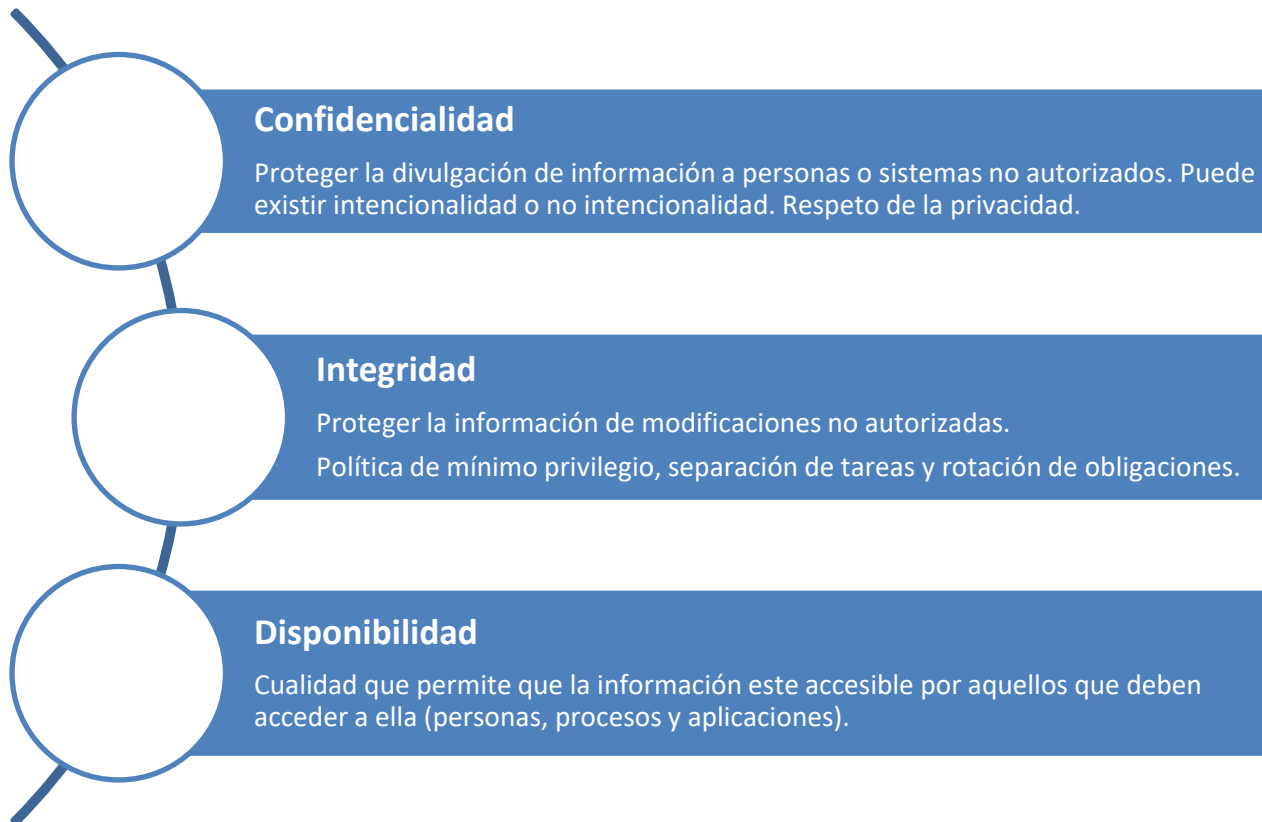 Confidencialidad
Proteger la divulgación de información a personas o sistemas no autorizados. Puede
existir intencionalidad o no intencionalidad. Respeto de la privacidad.
Integridad
Proteger la información de modificaciones no autorizadas.
Política de mínimo privilegio, separación de tareas y rotación de obligaciones.
Disponibilidad
Cualidad que permite que la información este accesible por aquellos que deben
acceder a ella (personas, procesos y aplicaciones).